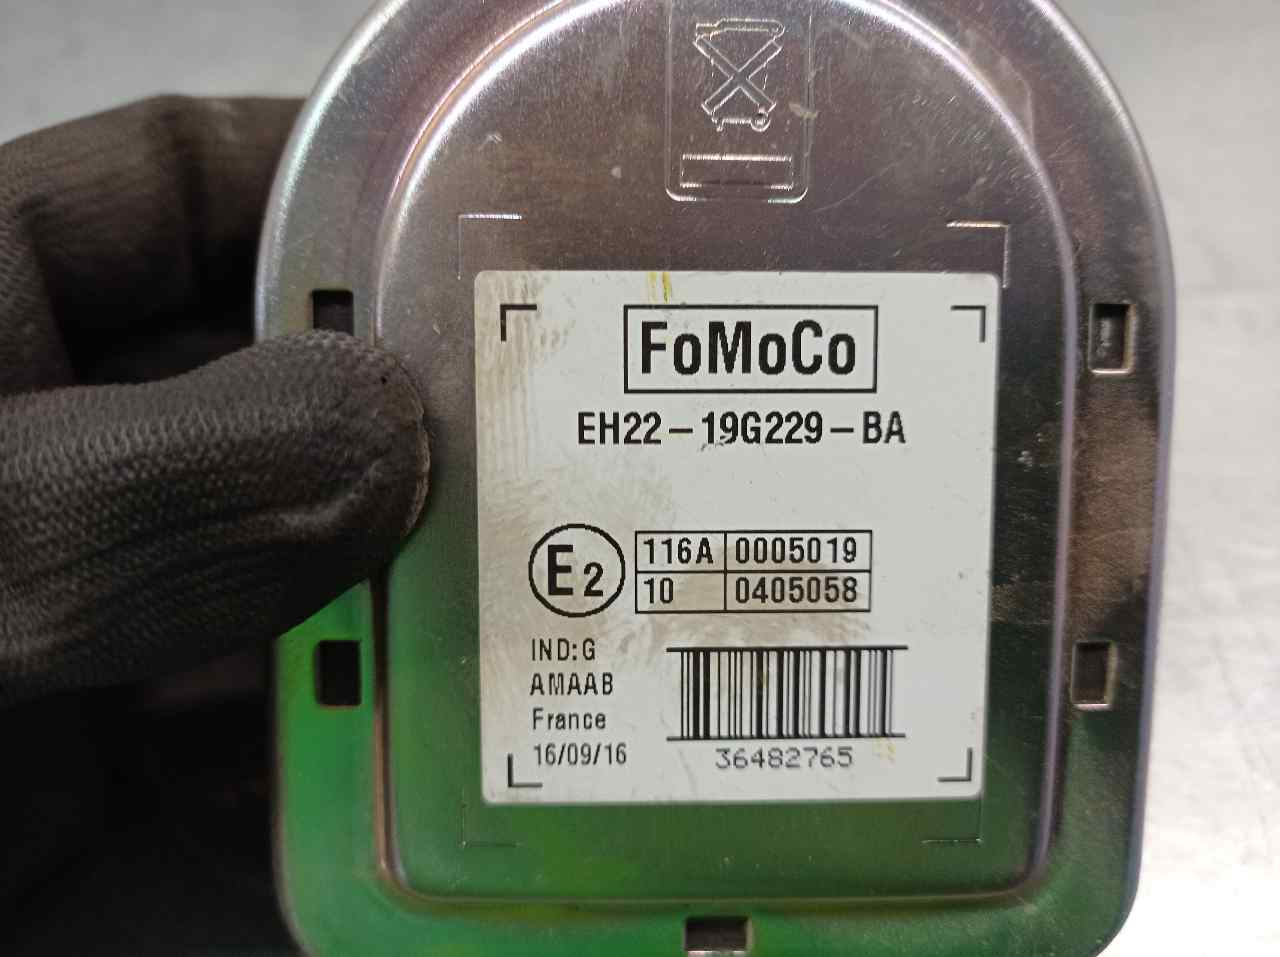 FoMoCo
EH22-19G229-BA
E2
116A 0005019
10 0405058
IND:G
AMAAB
France
16/09/16
36482765